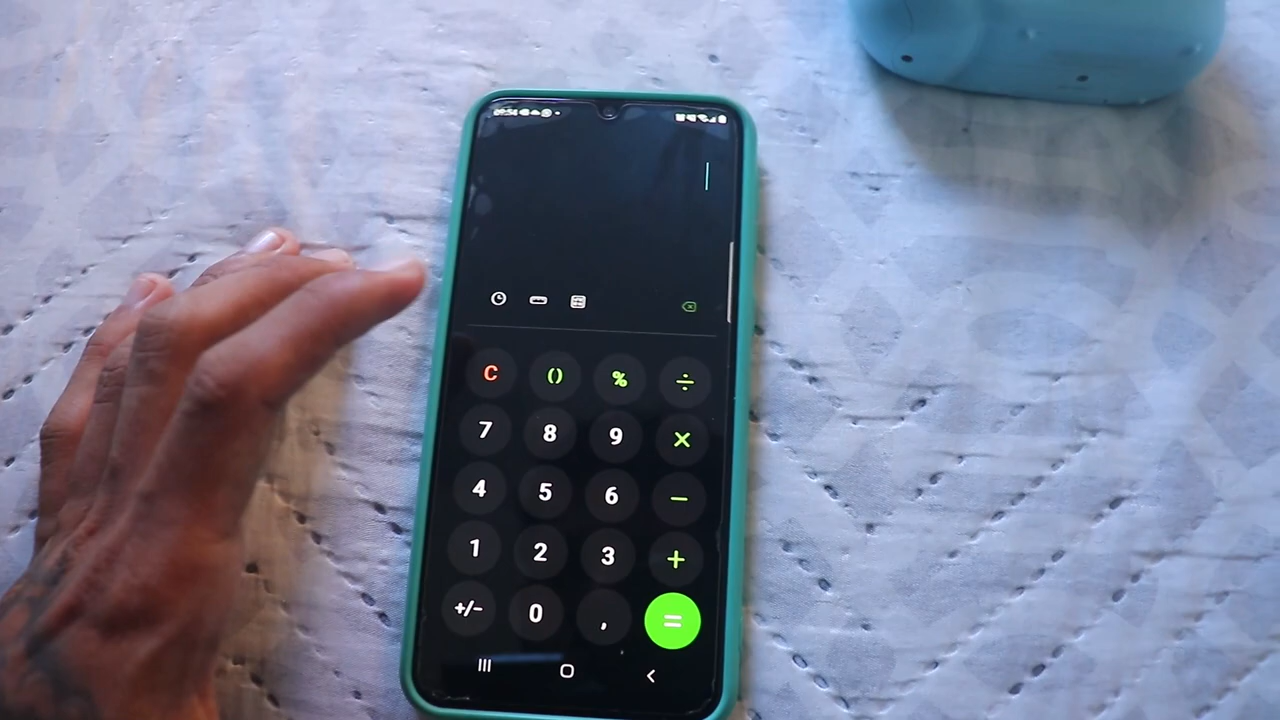 C () % ÷
7 8 9 ×
4 5 6 −
1 2 3 +
+/− 0 , =